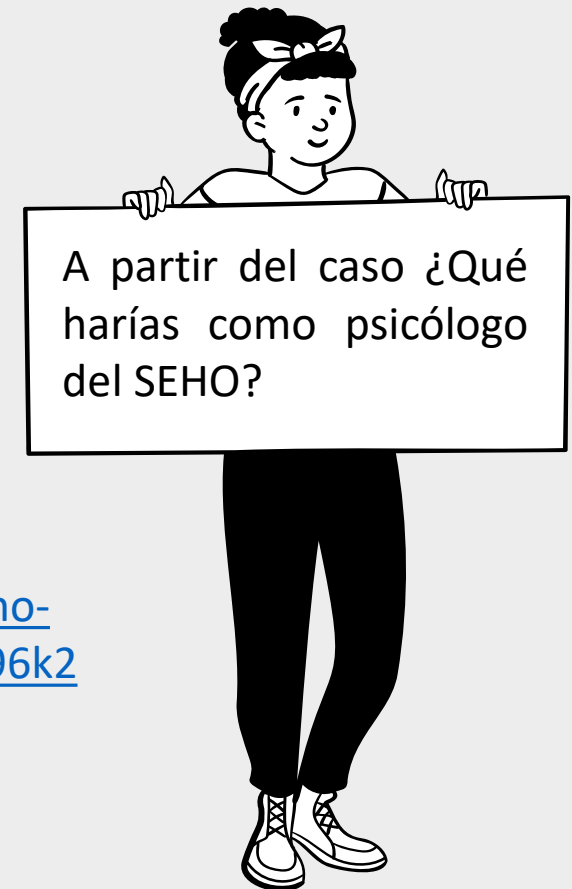 A partir del caso ¿Qué
harías como psicólogo
del SEHO?
no-
96k2